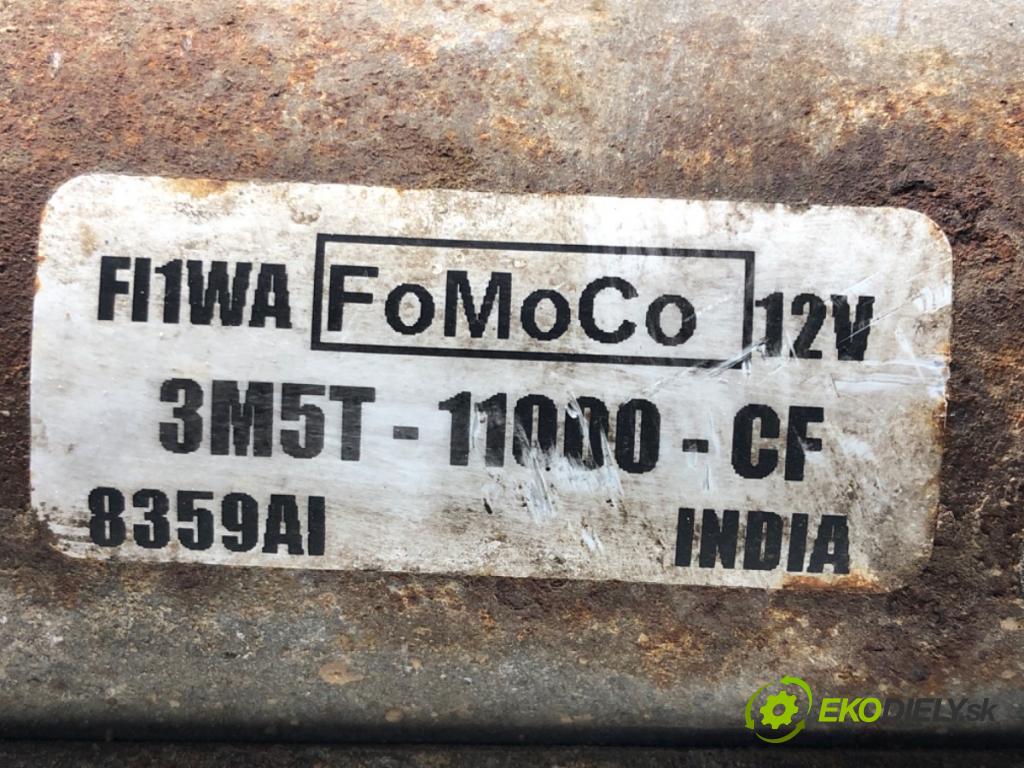 FI1WA FoMoCo 12V
3M5T - 11000 - CF
8359AI INDIA
EKODIELY.sk